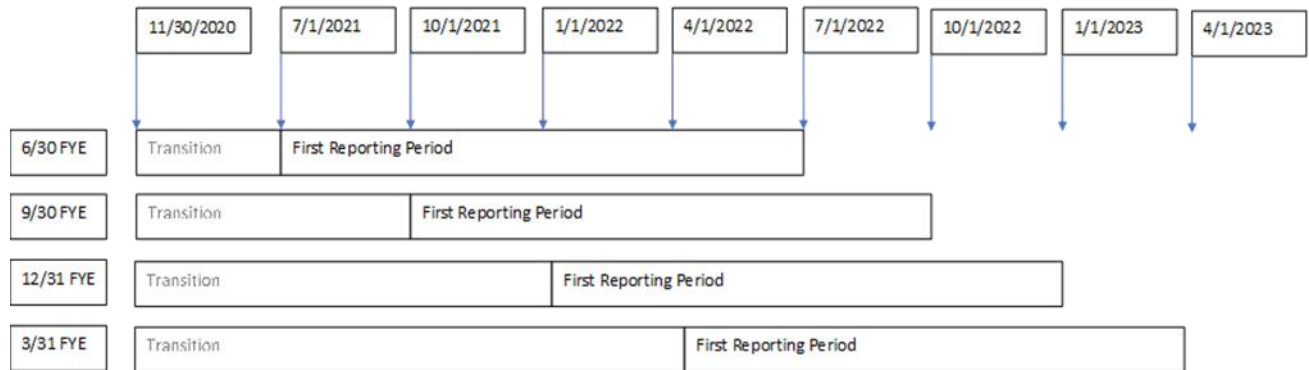 11/30/2020 7/1/2021 10/1/2021 1/1/2022 4/1/2022 7/1/2022 10/1/2022 1/1/2023 4/1/2023
6/30 FYE Transition First Reporting Period
9/30 FYE Transition First Reporting Period
12/31 FYE Transition First Reporting Period
3/31 FYE Transition First Reporting Period